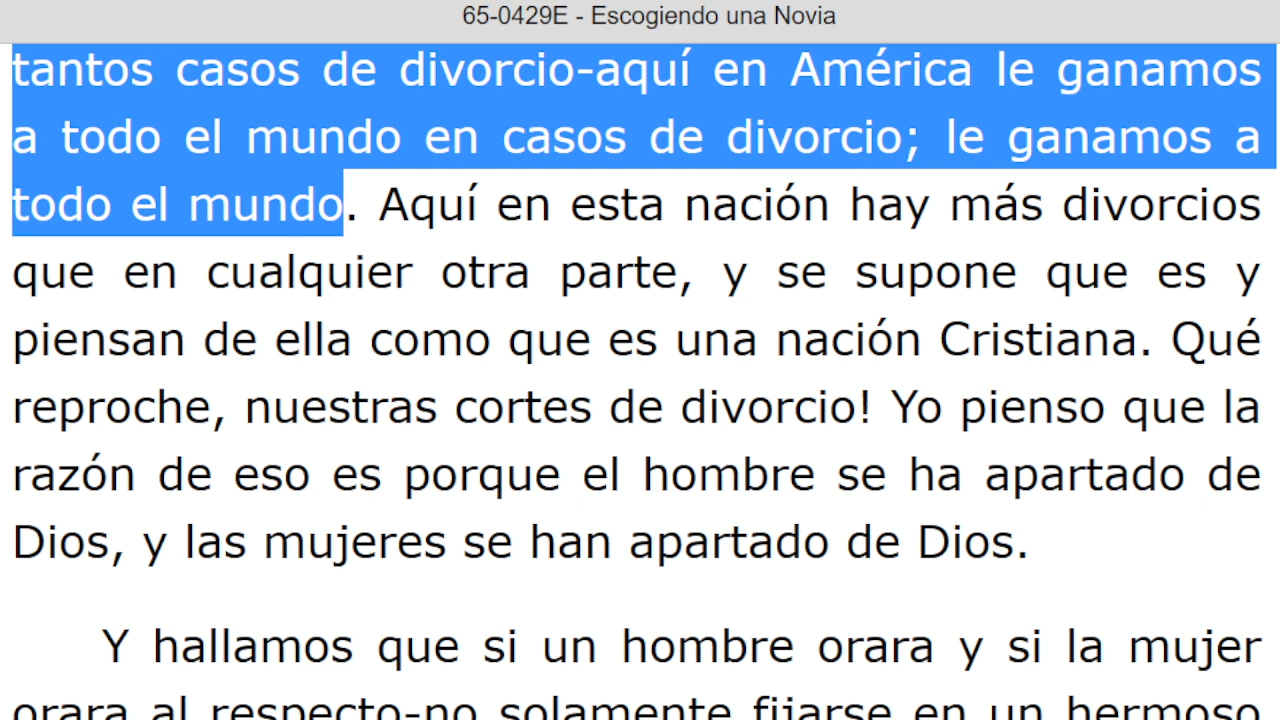 65-0429E - Escogiendo una Novia
tantos casos de divorcio-aquí en América le ganamos
a todo el mundo en casos de divorcio; le ganamos a
todo el mundo. Aquí en esta nación hay más divorcios
que en cualquier otra parte, y se supone que es y
piensan de ella como que es una nación Cristiana. Qué
reproche, nuestras cortes de divorcio! Yo pienso que la
razón de eso es porque el hombre se ha apartado de
Dios, y las mujeres se han apartado de Dios.
Y hallamos que si un hombre orara y si la mujer
orara al respecto-no solamente fijarse en un hermoso